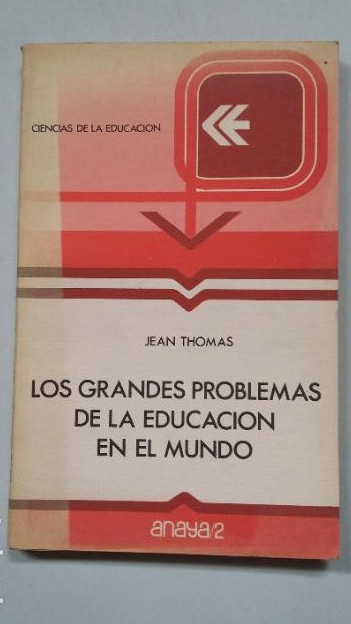 CIENCIAS DE LA EDUCACION
JEAN THOMAS
LOS GRANDES PROBLEMAS
DE LA EDUCACION
EN EL MUNDO
anaya/2